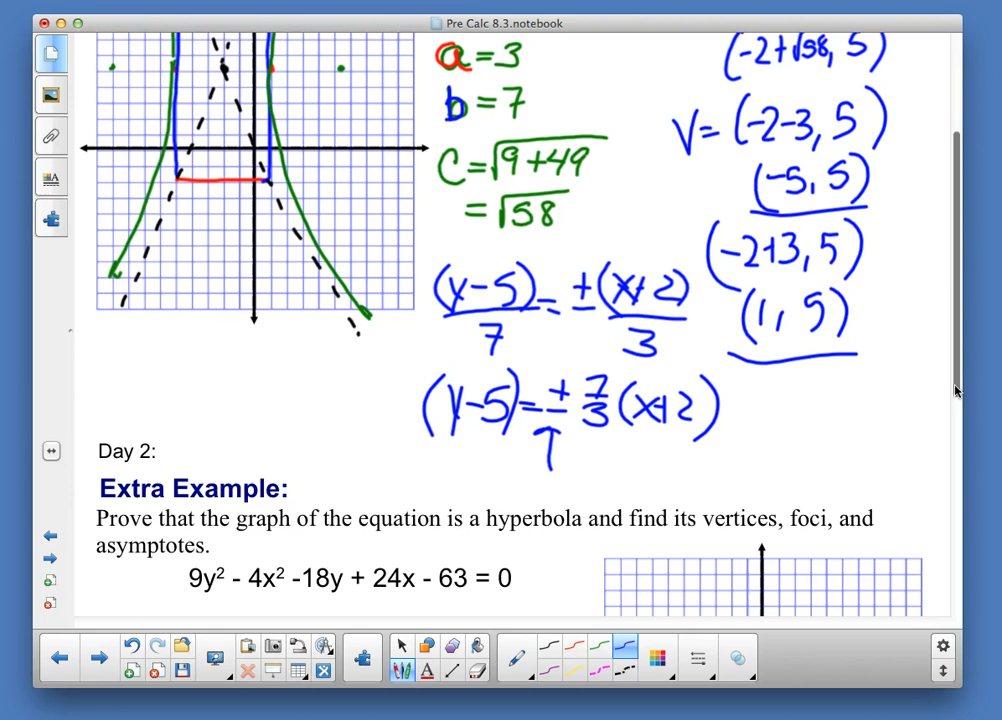 Pre Calc 8.3.notebook
a = 3
b = 7
C = √9+49
= √58
(-2+√58, 5)
V = (-2-3, 5)
(-5, 5)
(-2+3, 5)
(1, 5)
(y-5)/7 = ±(x+2)/3
(y-5) = ± 7/3 (x+2)
Day 2:
Extra Example:
Prove that the graph of the equation is a hyperbola and find its vertices, foci, and
asymptotes.
9y² - 4x² -18y + 24x - 63 = 0